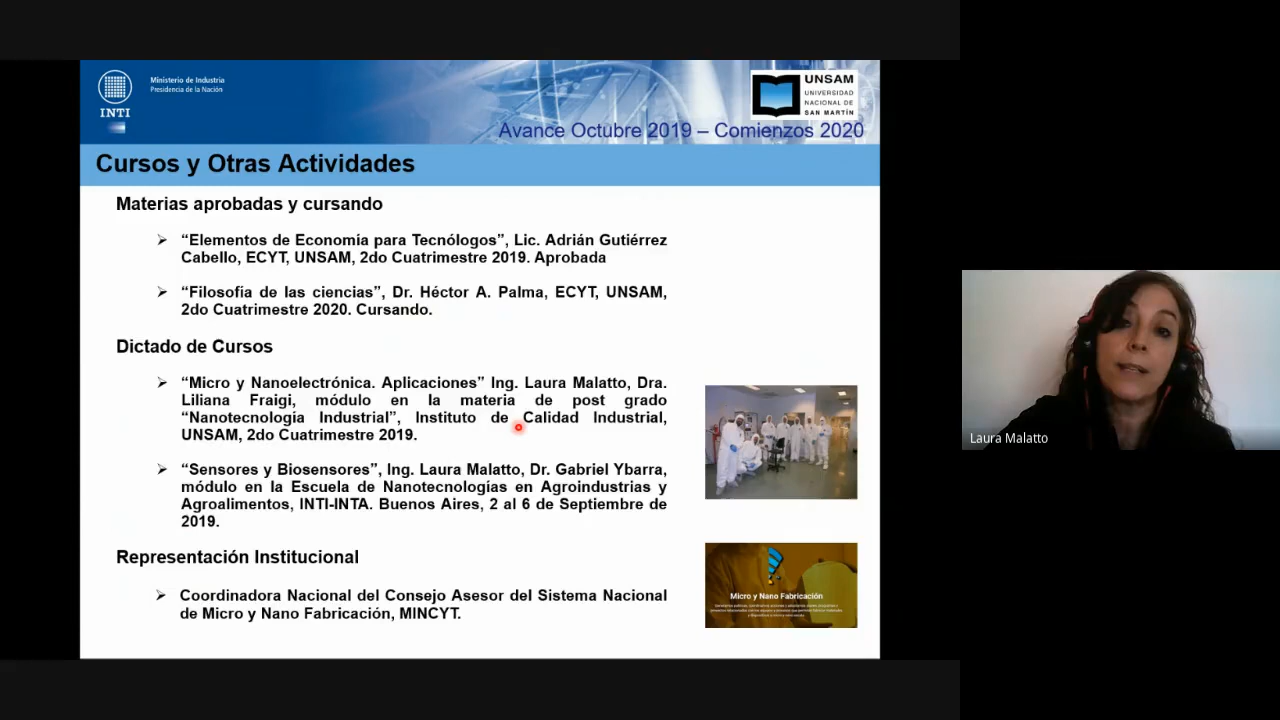 INTI
Ministerio de Industria
Presidencia de la Nación
UNSAM
UNIVERSIDAD
NACIONAL DE
SAN MARTÍN
Avance Octubre 2019 – Comienzos 2020
Cursos y Otras Actividades
Materias aprobadas y cursando
➢ “Elementos de Economía para Tecnólogos”, Lic. Adrián Gutiérrez
Cabello, ECYT, UNSAM, 2do Cuatrimestre 2019. Aprobada
➢ “Filosofía de las ciencias”, Dr. Héctor A. Palma, ECYT, UNSAM,
2do Cuatrimestre 2020. Cursando.
Dictado de Cursos
➢ “Micro y Nanoelectrónica. Aplicaciones” Ing. Laura Malatto, Dra.
Liliana Fraigi, módulo en la materia de post grado
“Nanotecnología Industrial”, Instituto de Calidad Industrial,
UNSAM, 2do Cuatrimestre 2019.
➢ “Sensores y Biosensores”, Ing. Laura Malatto, Dr. Gabriel Ybarra,
módulo en la Escuela de Nanotecnologías en Agroindustrias y
Agroalimentos, INTI-INTA. Buenos Aires, 2 al 6 de Septiembre de
2019.
Representación Institucional
➢ Coordinadora Nacional del Consejo Asesor del Sistema Nacional
de Micro y Nano Fabricación, MINCYT.
Micro y Nano Fabricación
Laura Malatto